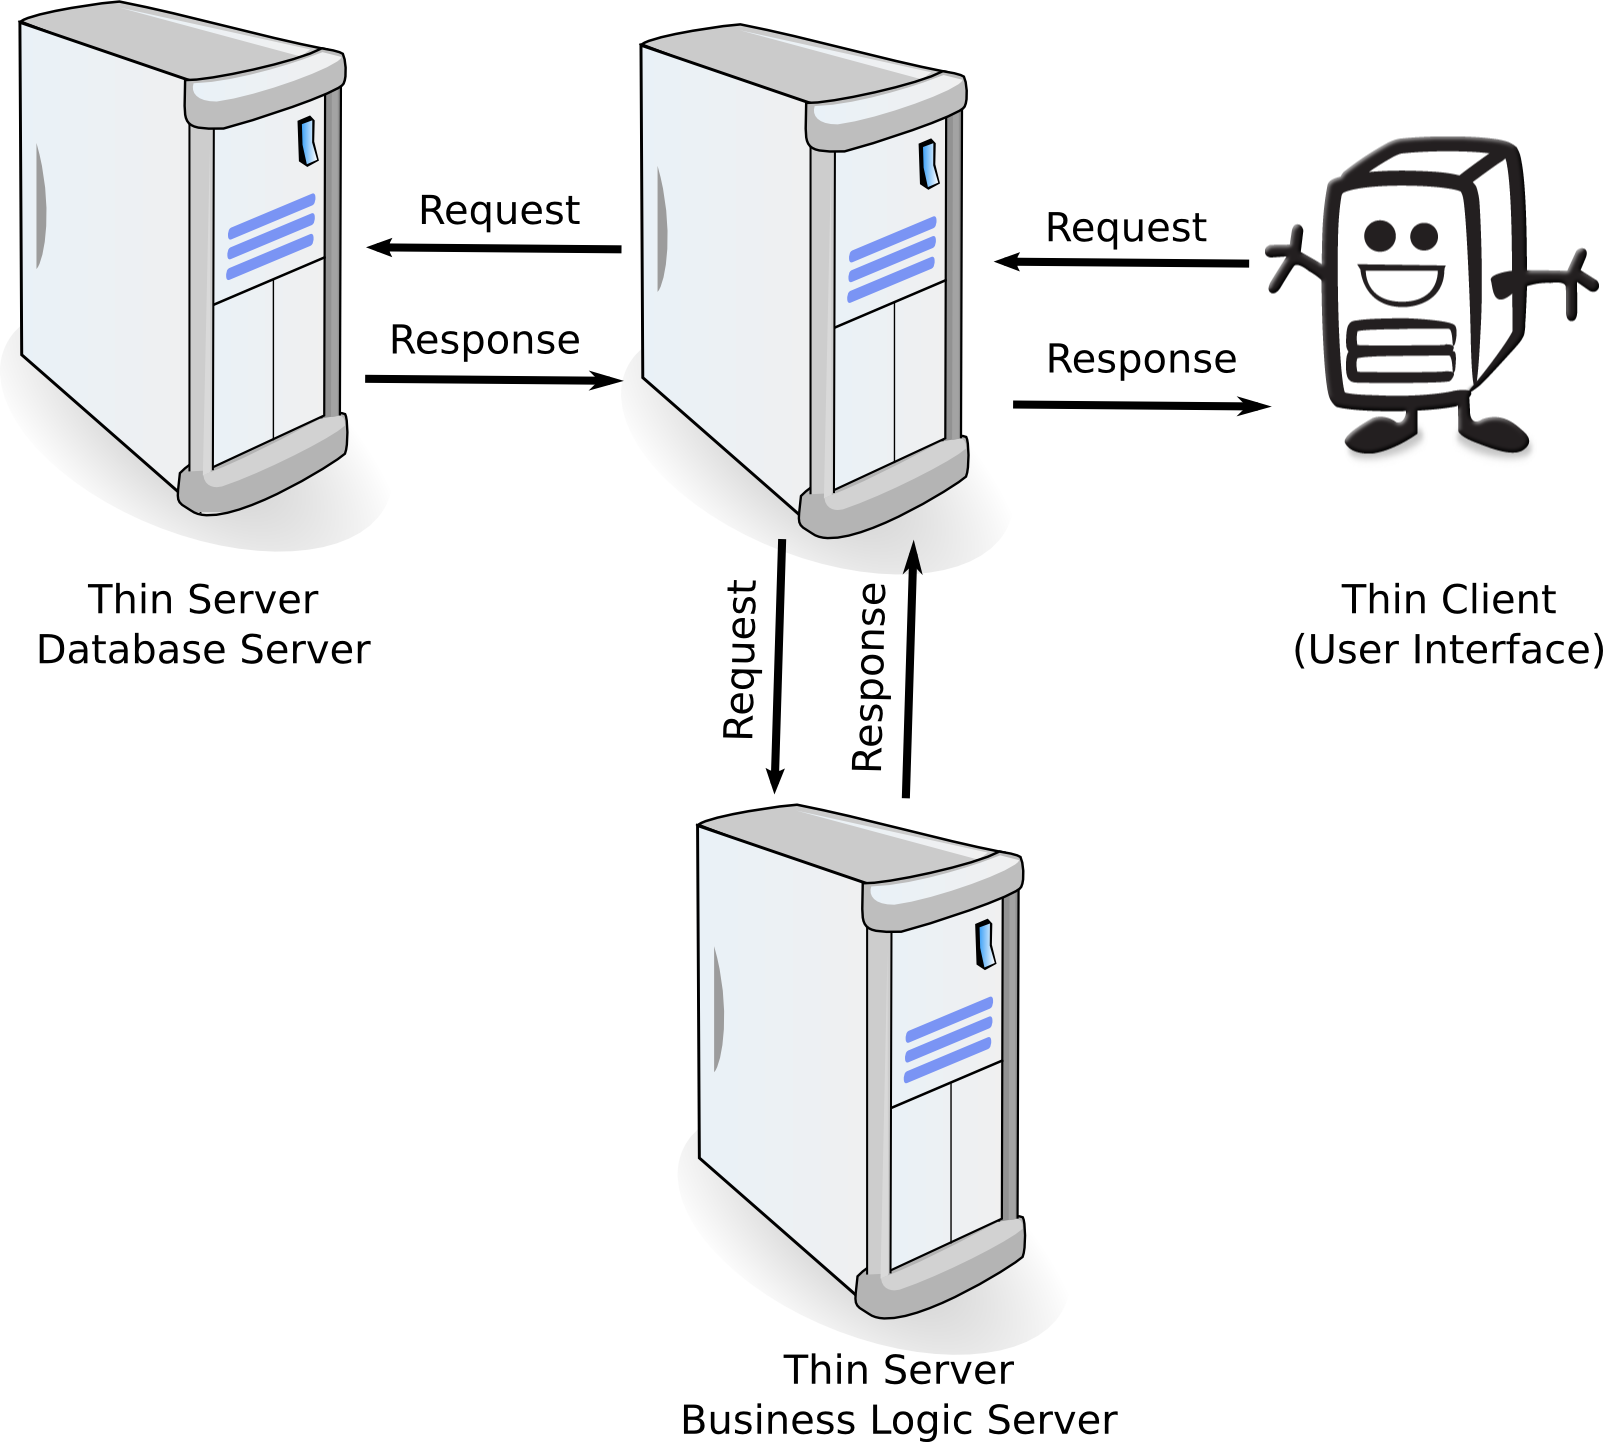 Request
Response
Request
Response
Thin Server
Database Server
Request
Response
Thin Client
(User Interface)
Thin Server
Business Logic Server